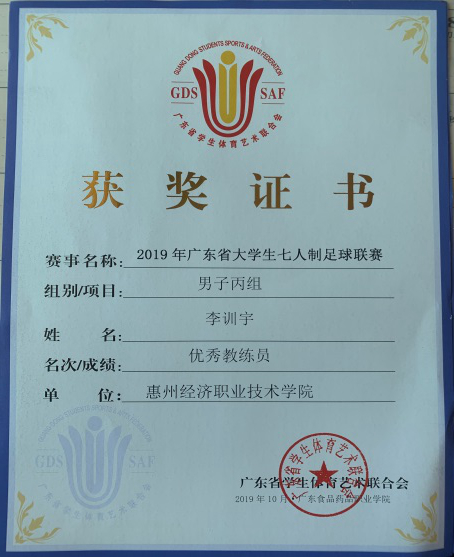 GUANG DONG STUDENTS SPORTS & ARTS FEDERATION
GDS SAF
广东省学生体育艺术联合会
获奖证书
赛事名称: 2019年广东省大学生七人制足球联赛
组别/项目: 男子丙组
姓名: 李训宇
名次/成绩: 优秀教练员
单位: 惠州经济职业技术学院
GDS SAF
广东省学生体育艺术联合会
广东省学生体育艺术联合会
2019年10月 广东食品药品职业学院